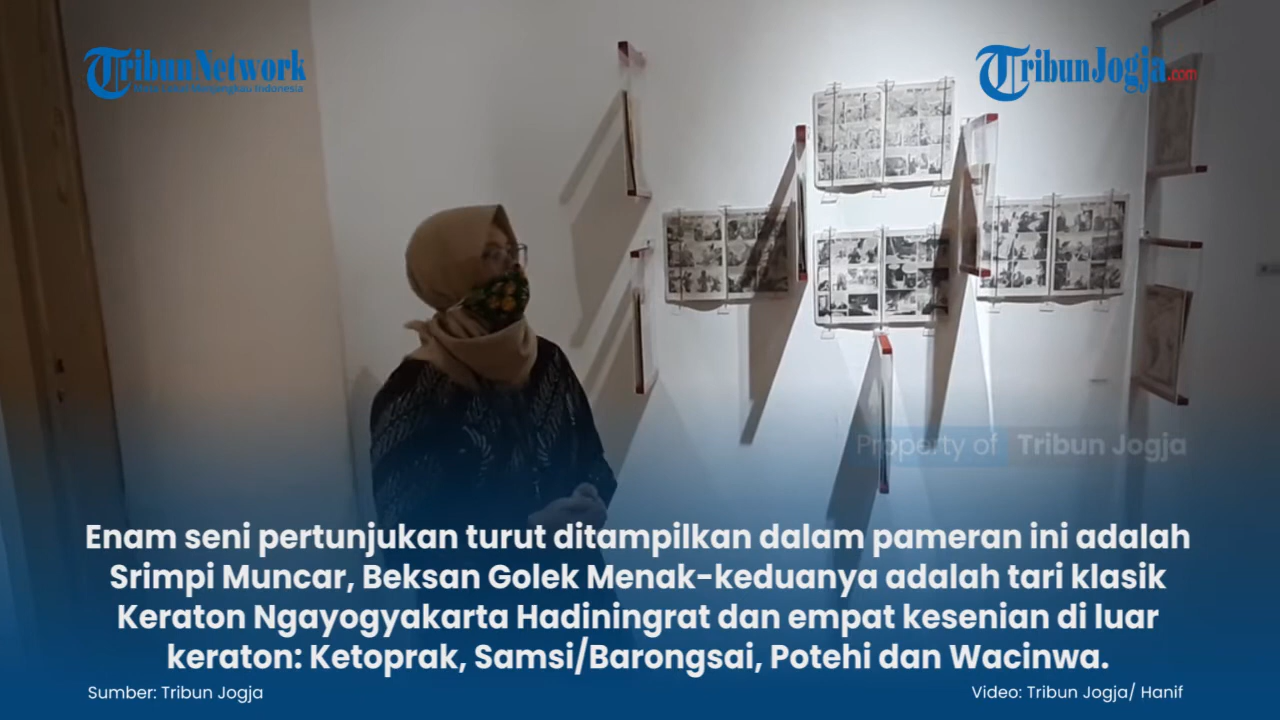 TribunNetwork
TribunJogja.com
Property of Tribun Jogja
Enam seni pertunjukan turut ditampilkan dalam pameran ini adalah
Srimpi Muncar, Beksan Golek Menak-keduanya adalah tari klasik
Keraton Ngayogyakarta Hadiningrat dan empat kesenian di luar
keraton: Ketoprak, Samsi/Barongsai, Potehi dan Wacinwa.
Sumber: Tribun Jogja
Video: Tribun Jogja/ Hanif